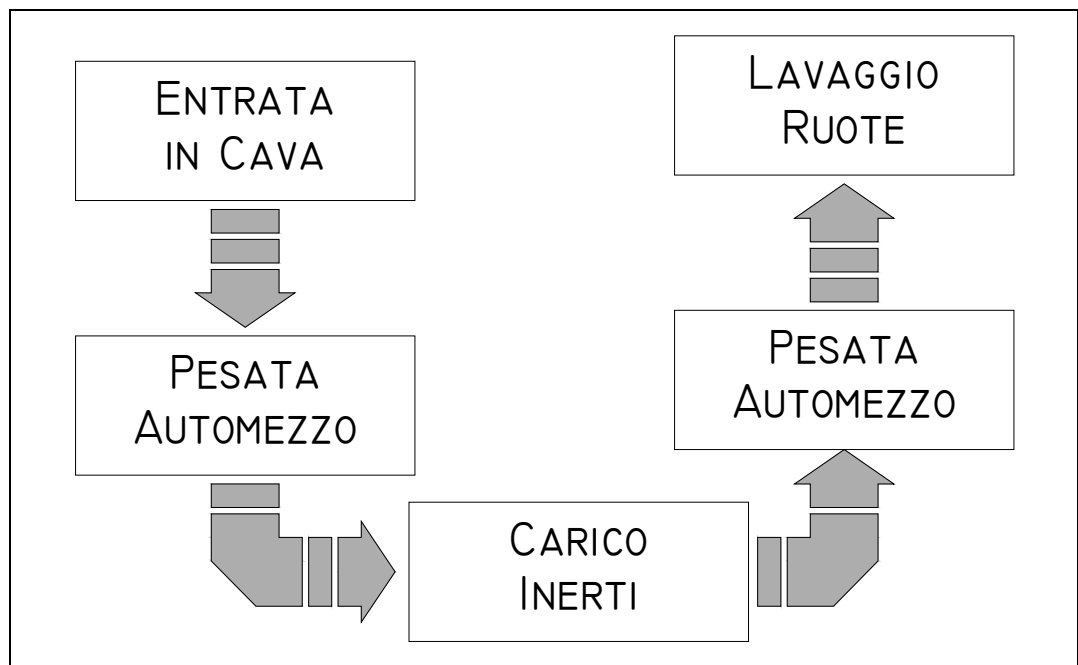 ENTRATA
IN CAVA
PESATA
AUTOMEZZO
CARICO
INERTI
PESATA
AUTOMEZZO
LAVAGGIO
RUOTE